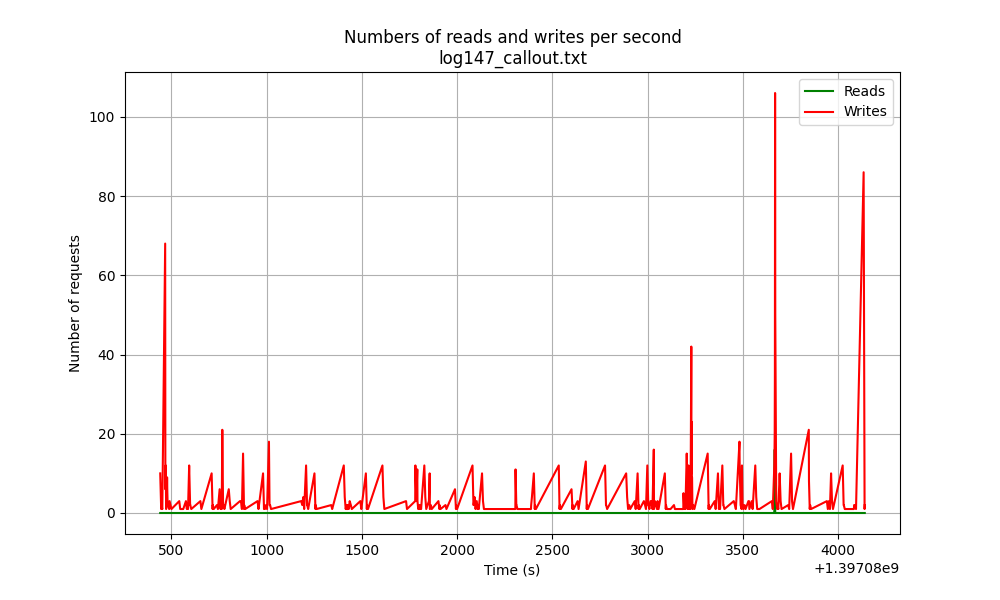 Numbers of reads and writes per second
log147_callout.txt
Reads
Writes
Number of requests
100
80
60
40
20
0
500 1000 1500 2000 2500 3000 3500 4000
+1.39708e9
Time (s)